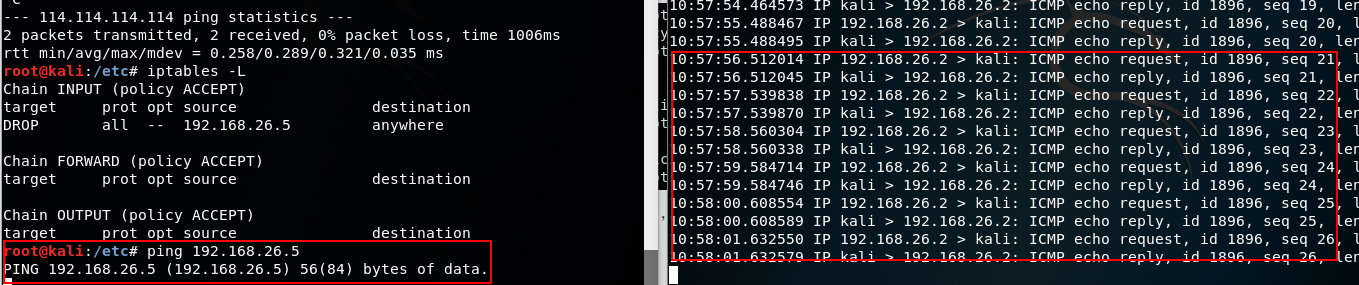 --- 114.114.114.114 ping statistics ---
2 packets transmitted, 2 received, 0% packet loss, time 1006ms
rtt min/avg/max/mdev = 0.258/0.289/0.321/0.035 ms
root@kali:/etc# iptables -L
Chain INPUT (policy ACCEPT)
target     prot opt source               destination
DROP       all  --  192.168.26.5         anywhere
Chain FORWARD (policy ACCEPT)
target     prot opt source               destination
Chain OUTPUT (policy ACCEPT)
target     prot opt source               destination
root@kali:/etc# ping 192.168.26.5
PING 192.168.26.5 (192.168.26.5) 56(84) bytes of data.
10:57:54.464573 IP kali > 192.168.26.2: ICMP echo reply, id 1896, seq 19, len
10:57:55.488467 IP 192.168.26.2 > kali: ICMP echo request, id 1896, seq 20,
10:57:55.488495 IP kali > 192.168.26.2: ICMP echo reply, id 1896, seq 20, len
10:57:56.512014 IP 192.168.26.2 > kali: ICMP echo request, id 1896, seq 21, l
10:57:56.512045 IP kali > 192.168.26.2: ICMP echo reply, id 1896, seq 21, len
10:57:57.539838 IP 192.168.26.2 > kali: ICMP echo request, id 1896, seq 22, l
10:57:57.539870 IP kali > 192.168.26.2: ICMP echo reply, id 1896, seq 22, len
10:57:58.560304 IP 192.168.26.2 > kali: ICMP echo request, id 1896, seq 23, l
10:57:58.560338 IP kali > 192.168.26.2: ICMP echo reply, id 1896, seq 23, len
10:57:59.584714 IP 192.168.26.2 > kali: ICMP echo request, id 1896, seq 24, l
10:57:59.584746 IP kali > 192.168.26.2: ICMP echo reply, id 1896, seq 24, len
10:58:00.608554 IP 192.168.26.2 > kali: ICMP echo request, id 1896, seq 25, l
10:58:00.608589 IP kali > 192.168.26.2: ICMP echo reply, id 1896, seq 25, len
10:58:01.632550 IP 192.168.26.2 > kali: ICMP echo request, id 1896, seq 26, l
10:58:01.632579 IP kali > 192.168.26.2: ICMP echo reply, id 1896, seq 26, len